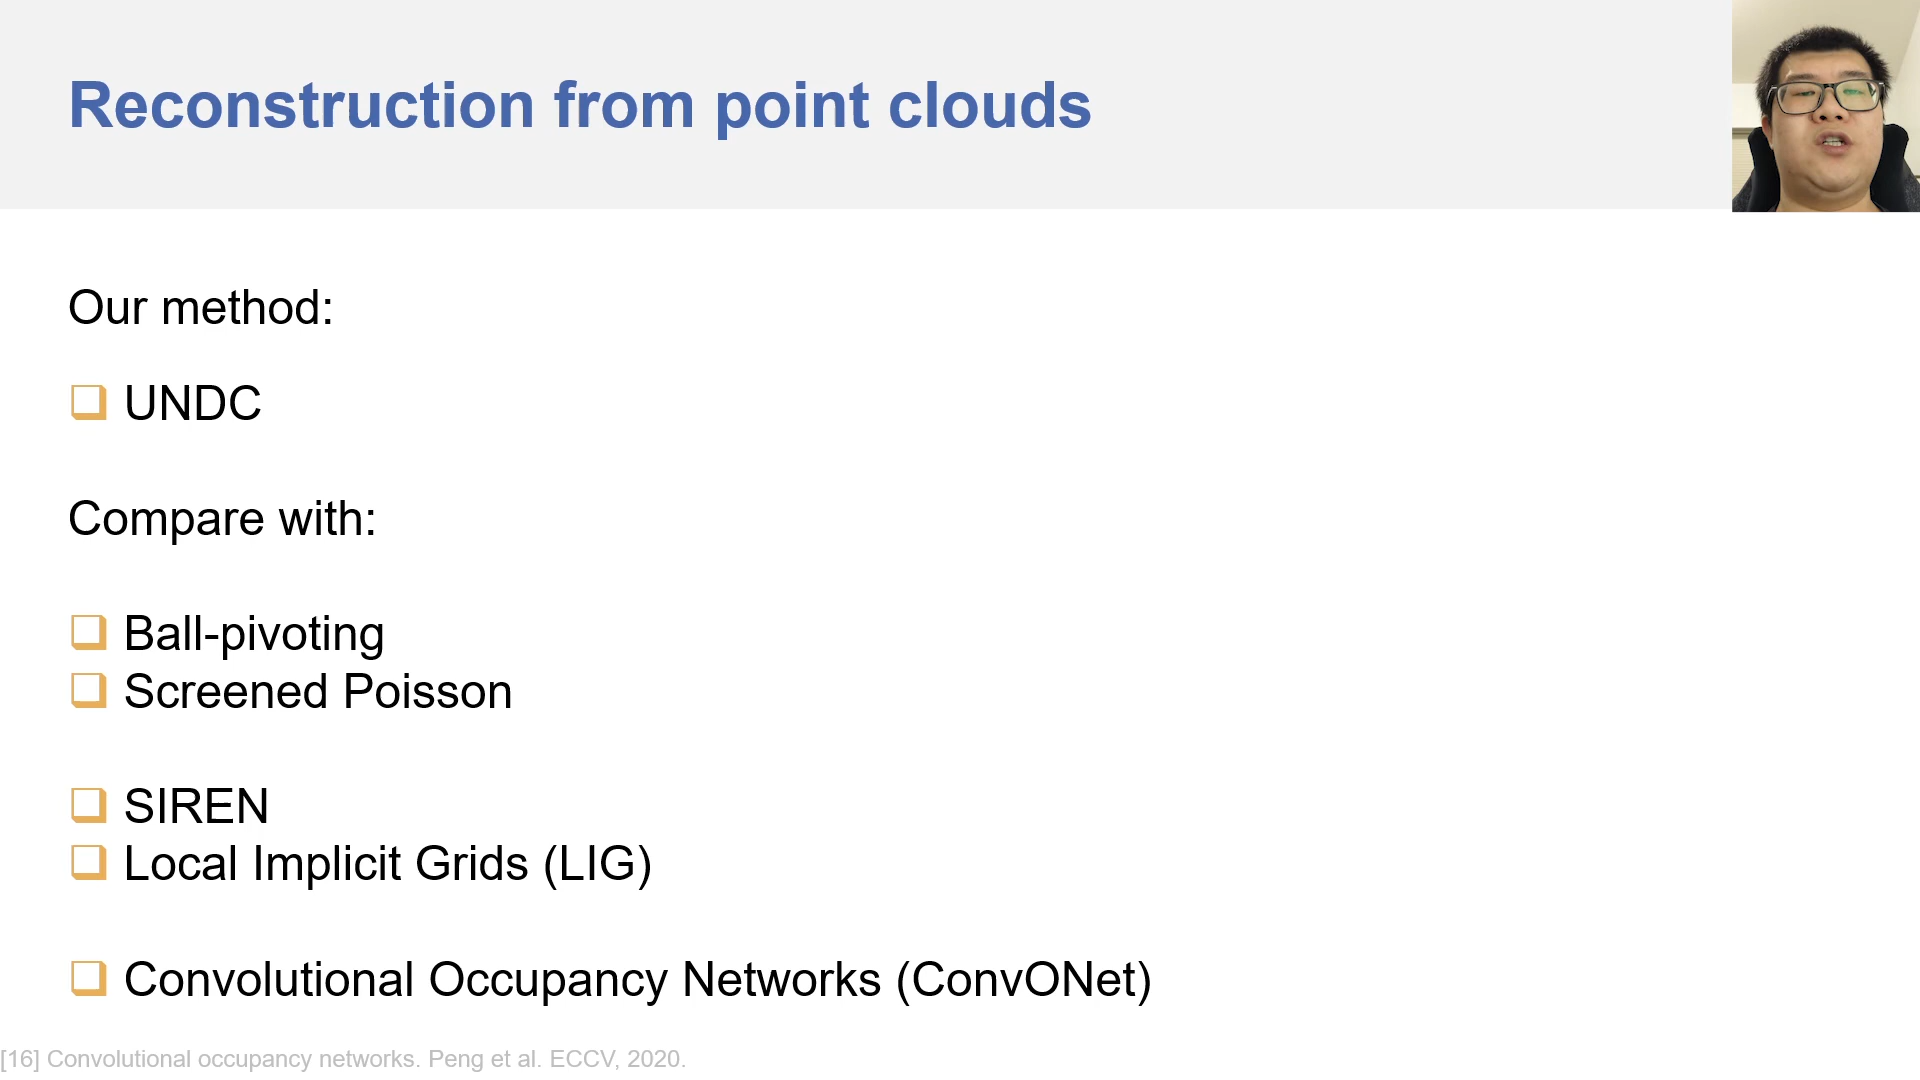 Reconstruction from point clouds
Our method:
UNDC
Compare with:
Ball-pivoting
Screened Poisson
SIREN
Local Implicit Grids (LIG)
Convolutional Occupancy Networks (ConvONet)
[16] Convolutional occupancy networks. Peng et al. ECCV, 2020.